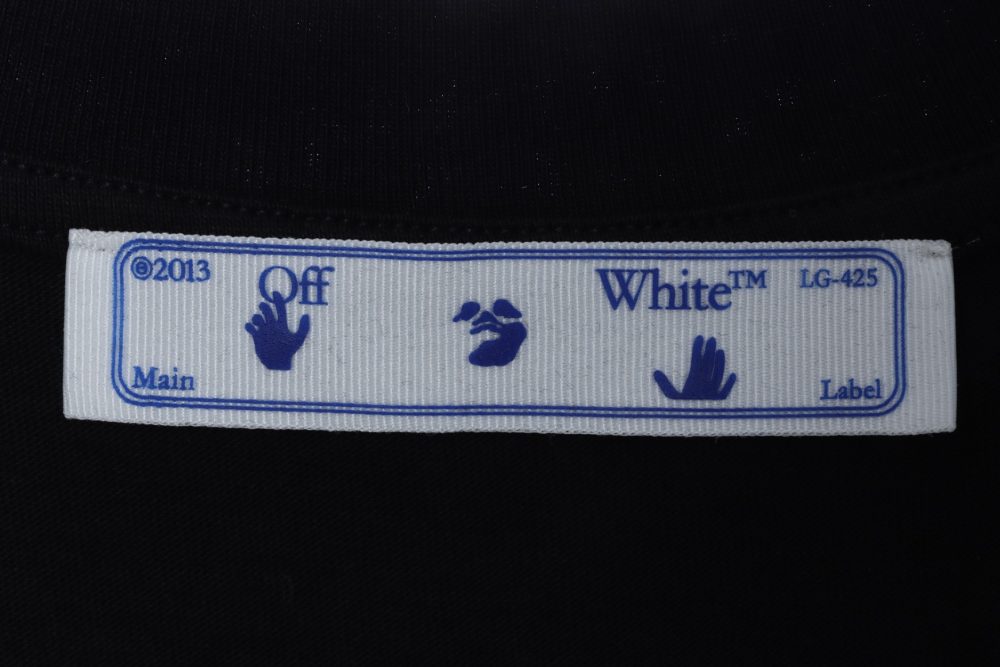 ©2013 Off White™ LG-425
Main Label